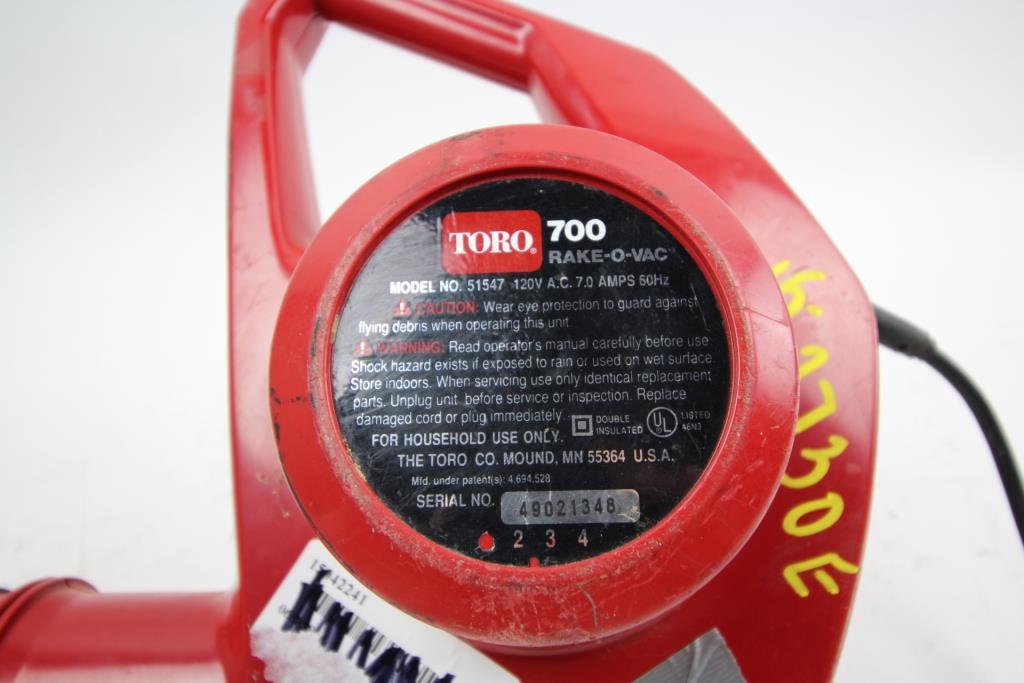 TORO® 700
RAKE-O-VAC™
MODEL NO. 51547 120V A.C. 7.0 AMPS 60Hz
CAUTION: Wear eye protection to guard against
flying debris when operating this unit
WARNING: Read operator's manual carefully before use.
Shock hazard exists if exposed to rain or used on wet surface.
Store indoors. When servicing use only identical replacement
parts. Unplug unit before service or inspection. Replace
damaged cord or plug immediately.
DOUBLE
INSULATED
UL
LISTED
46N3
FOR HOUSEHOLD USE ONLY.
THE TORO CO. MOUND, MN 55364 U.S.A.
Mfd. under patent(s): 4,694,528
SERIAL NO. 49021348
2 3 4